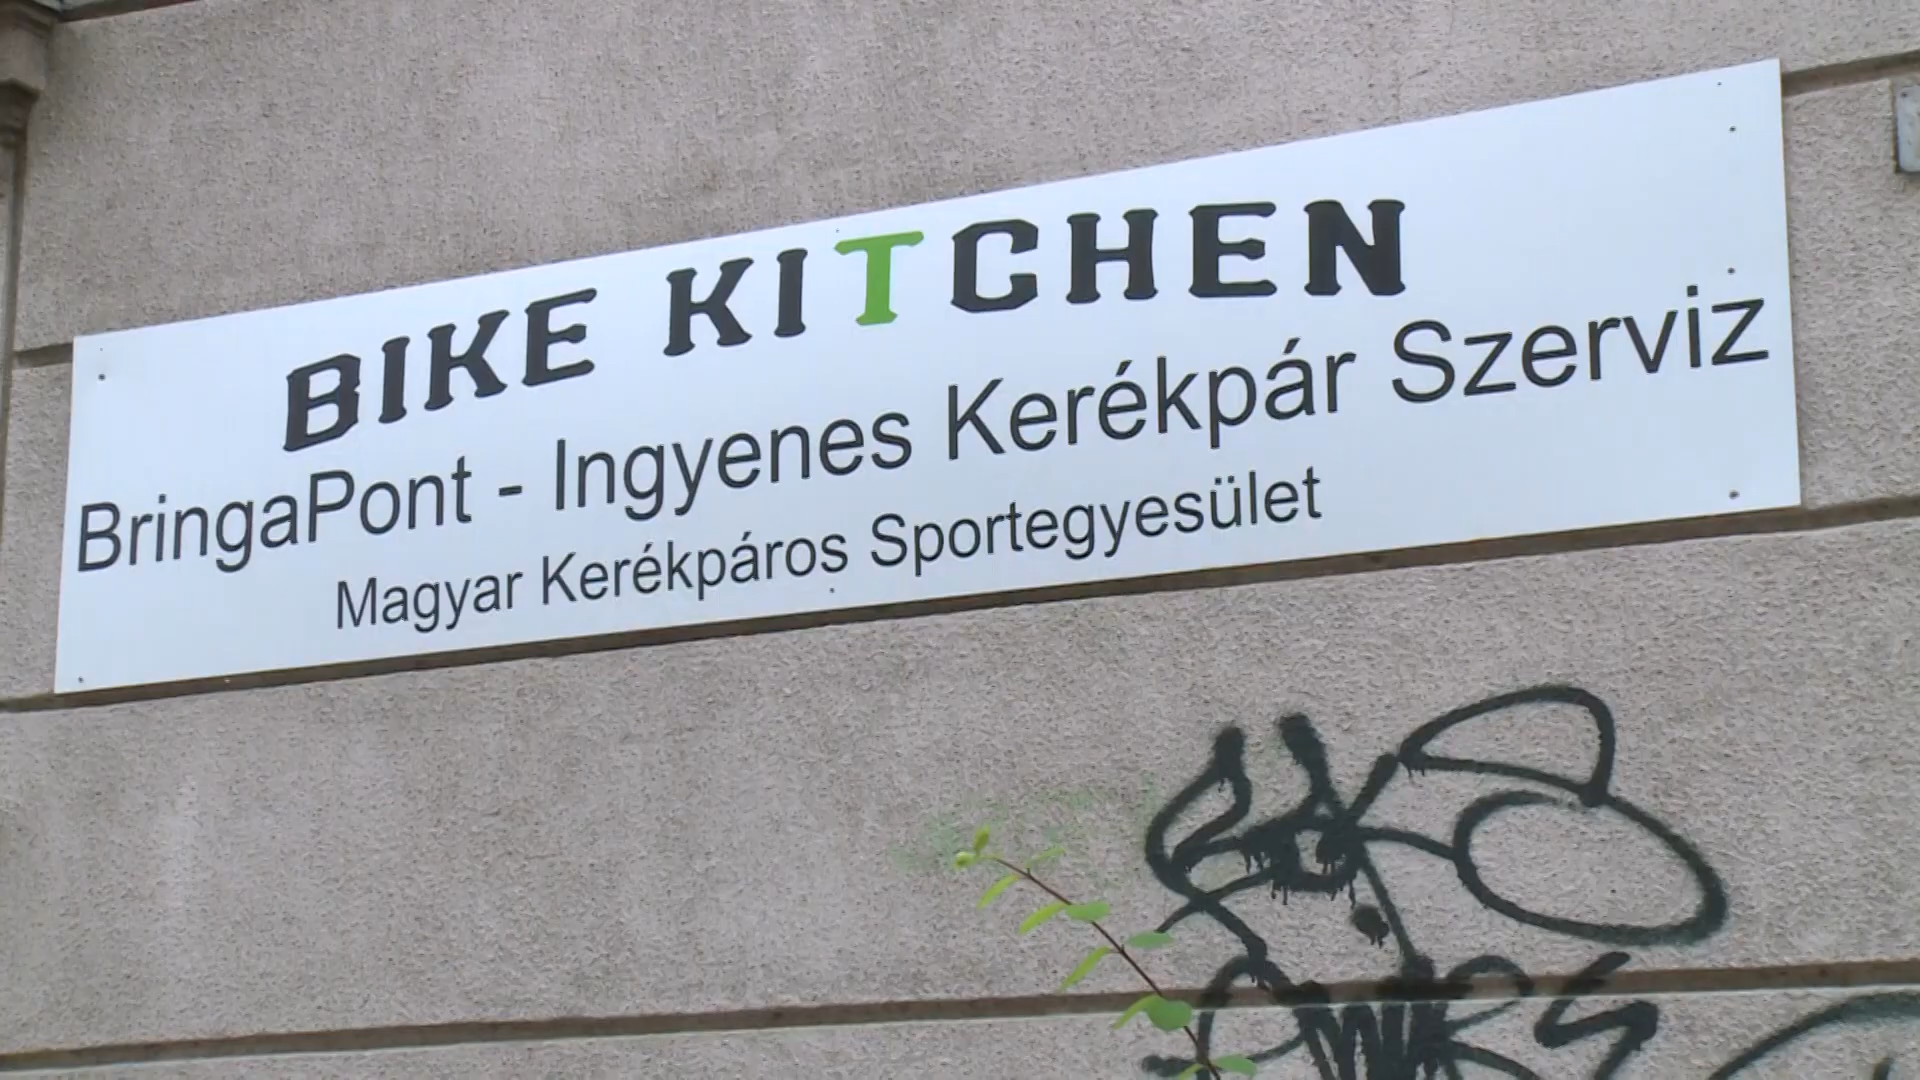 BIKE KITCHEN
BringaPont - Ingyenes Kerékpár Szerviz
Magyar Kerékpáros Sportegyesület